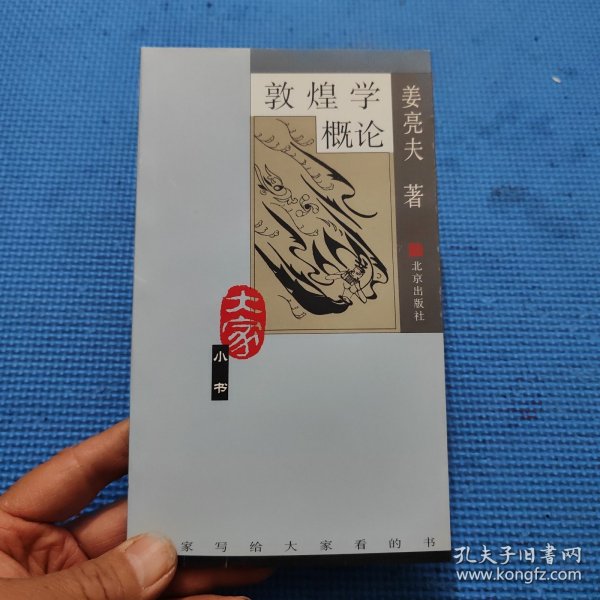 敦煌学
概论
姜亮夫 著
北京出版社
大家
小书
家写给大家看的书
孔夫子旧书网
www.kongfz.com